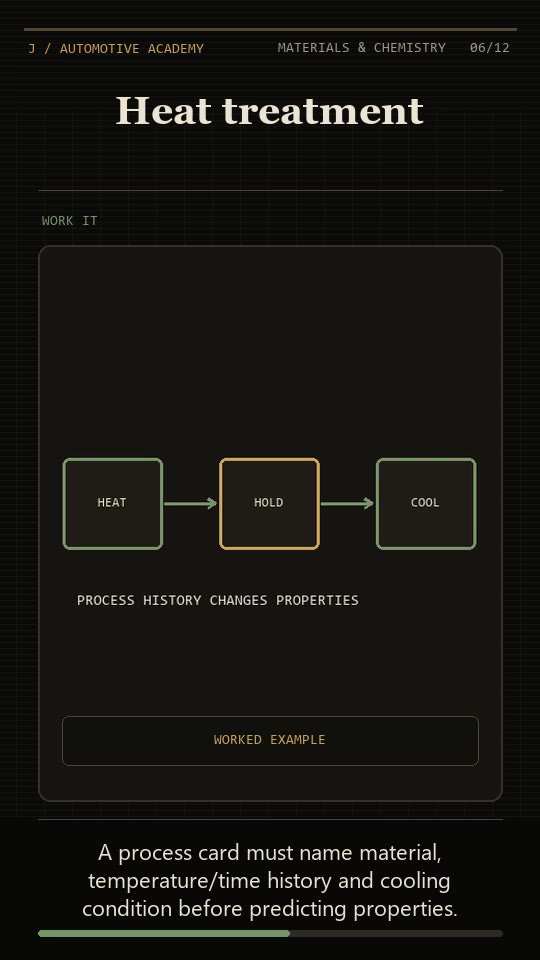 J / AUTOMOTIVE ACADEMY
MATERIALS & CHEMISTRY 06/12
Heat treatment
WORK IT
HEAT
HOLD
COOL
PROCESS HISTORY CHANGES PROPERTIES
WORKED EXAMPLE
A process card must name material,
temperature/time history and cooling
condition before predicting properties.